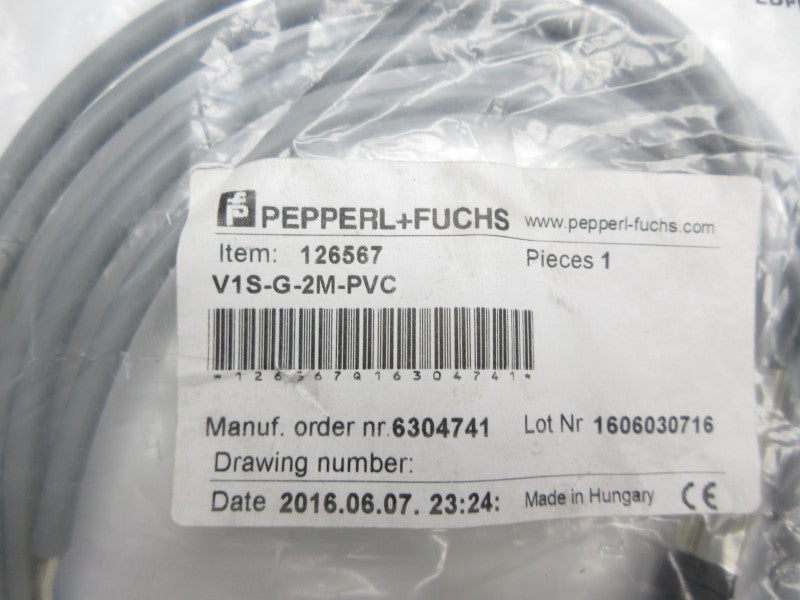 PEPPERL+FUCHS www.pepperl-fuchs.com
Item: 126567 Pieces 1
V1S-G-2M-PVC
*126567Q16304741*
Manuf. order nr. 6304741 Lot Nr 1606030716
Drawing number:
Date 2016.06.07. 23:24: Made in Hungary CE